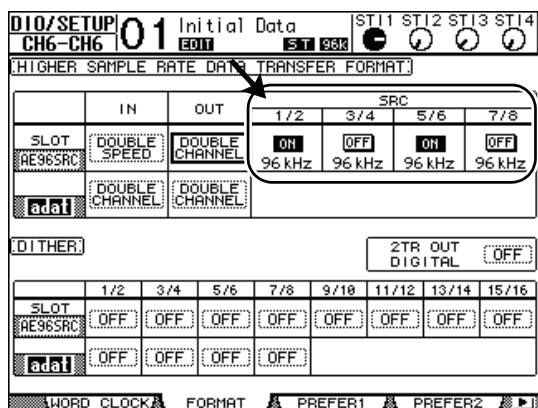 DIO/SETUP
CH6-CH6
01 Initial Data
EDIT ST 96K
ST11 ST12 ST13 ST14
HIGHER SAMPLE RATE DATA TRANSFER FORMAT
IN OUT SRC
1/2 3/4 5/6 7/8
SLOT DOUBLE SPEED DOUBLE CHANNEL ON OFF ON OFF
AE96SRC 96 kHz 96 kHz 96 kHz 96 kHz
adat DOUBLE CHANNEL DOUBLE CHANNEL
DITHER
2TR OUT DIGITAL OFF
1/2 3/4 5/6 7/8 9/10 11/12 13/14 15/16
SLOT
AE96SRC OFF OFF OFF OFF OFF OFF OFF OFF
adat OFF OFF OFF OFF
WORD CLOCK FORMAT PREFER1 PREFER2